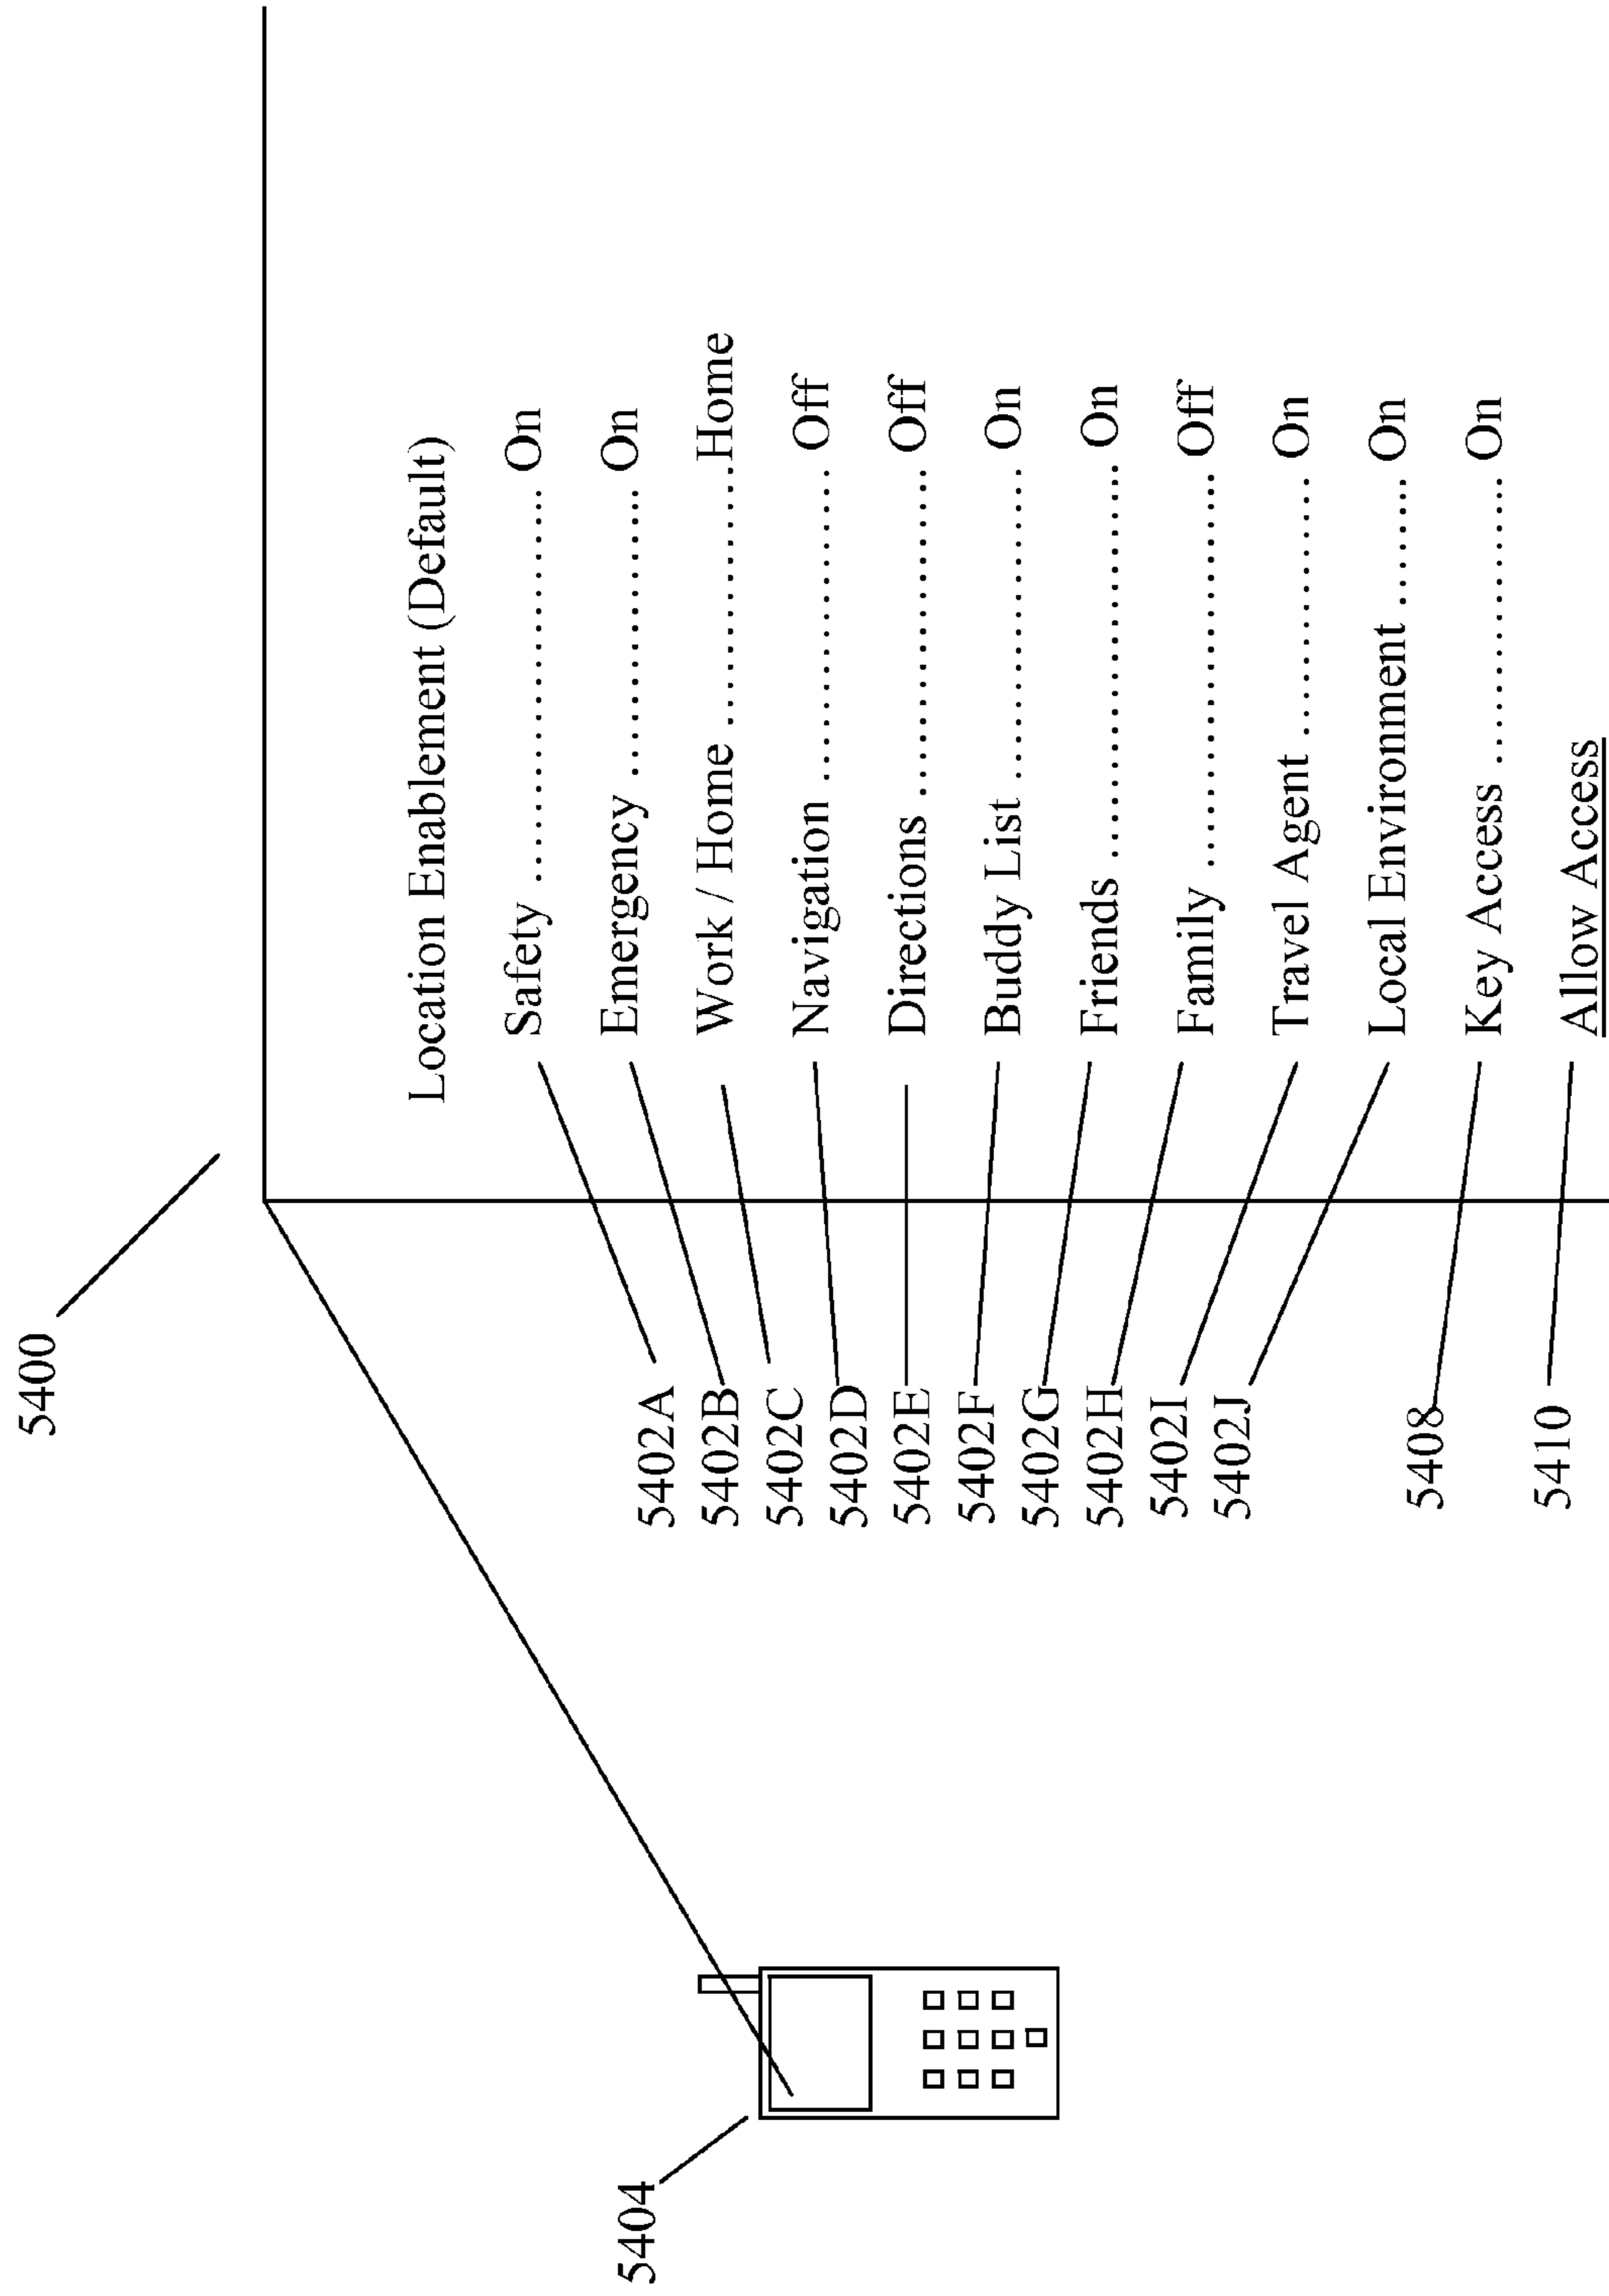 5400
Location Enablement (Default)
5402A Safety .............................. On
5402B Emergency .................... On
5402C Work / Home ..................Home
5402D Navigation ..................... Off
5402E Directions ...................... Off
5402F Buddy List ..................... On
5402G Friends ............................ On
5402H Family ............................ Off
5402I Travel Agent .................. On
5402J Local Environment ........ On
5408 Key Access .................... On
5410 Allow Access
5404